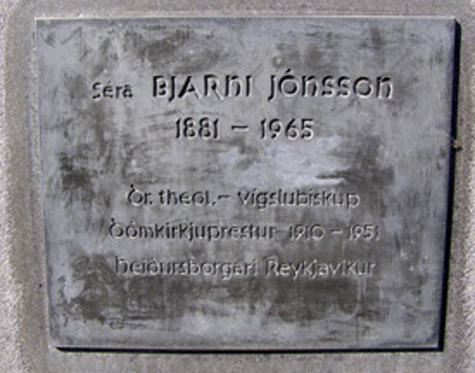 Séra BJARNI JÓNSSON
1881 – 1965
Dr. theol. – vígslubiskup
Dómkirkjuprestur 1910 – 1951
heiðursborgari Reykjavíkur